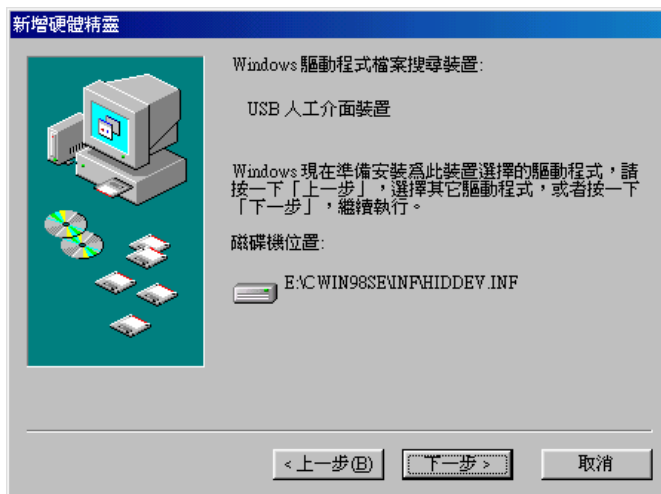 新增硬體精靈
Windows 驅動程式檔案搜尋裝置:
USB 人工介面裝置
Windows 現在準備安裝為此裝置選擇的驅動程式，請
按一下「上一步」，選擇其它驅動程式，或者按一下
「下一步」，繼續執行。
磁碟機位置:
E:\CWIN98SE\INF\HIDDEV.INF
<上一步(B)
下一步 >
取消